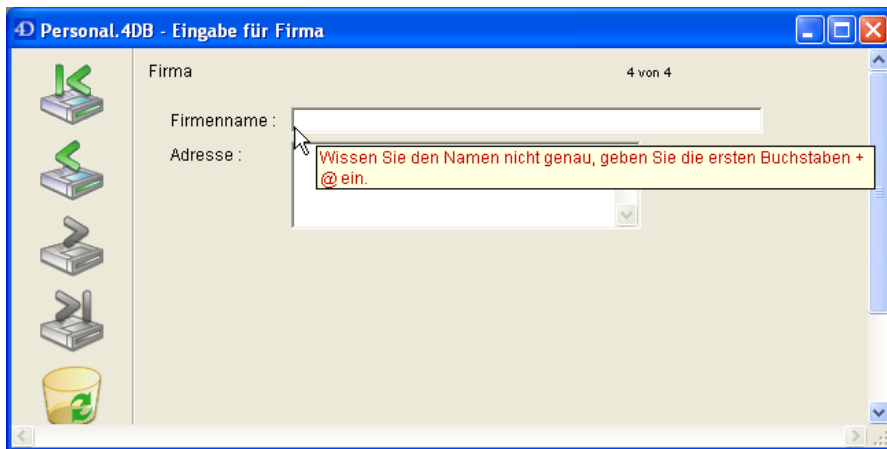 4D Personal.4DB - Eingabe für Firma
Firma
4 von 4
Firmenname :
Adresse :
Wissen Sie den Namen nicht genau, geben Sie die ersten Buchstaben +
@ ein.